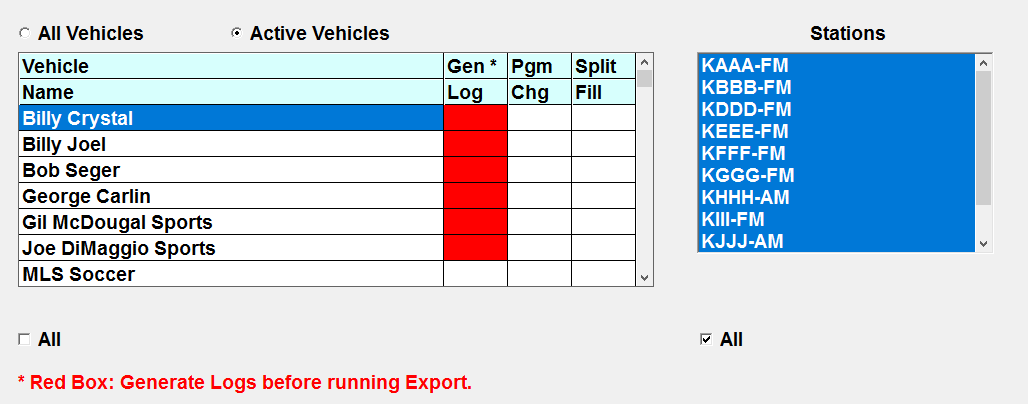 All Vehicles Active Vehicles Stations
Vehicle Gen * Pgm Split
Name Log Chg Fill
Billy Crystal
Billy Joel
Bob Seger
George Carlin
Gil McDougal Sports
Joe DiMaggio Sports
MLS Soccer
KAAA-FM
KBBB-FM
KDDD-FM
KEEE-FM
KFFF-FM
KGGG-FM
KHHH-AM
KIII-FM
KJJJ-AM
All All
* Red Box: Generate Logs before running Export.